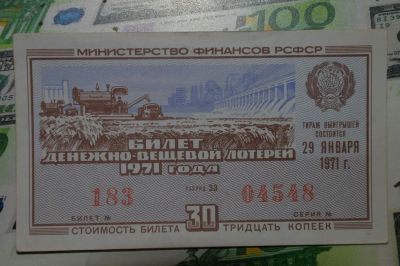 100
МИНИСТЕРСТВО ФИНАНСОВ РСФСР
ТИРАЖ ВЫИГРЫШЕЙ
СОСТОИТСЯ
29 ЯНВАРЯ
1971 г.
БИЛЕТ
ДЕНЕЖНО-ВЕЩЕВОЙ ЛОТЕРЕИ
1971 ГОДА
РАЗРЯД 33
183
04548
БИЛЕТ №
30
СЕРИЯ №
СТОИМОСТЬ БИЛЕТА
ТРИДЦАТЬ КОПЕЕК